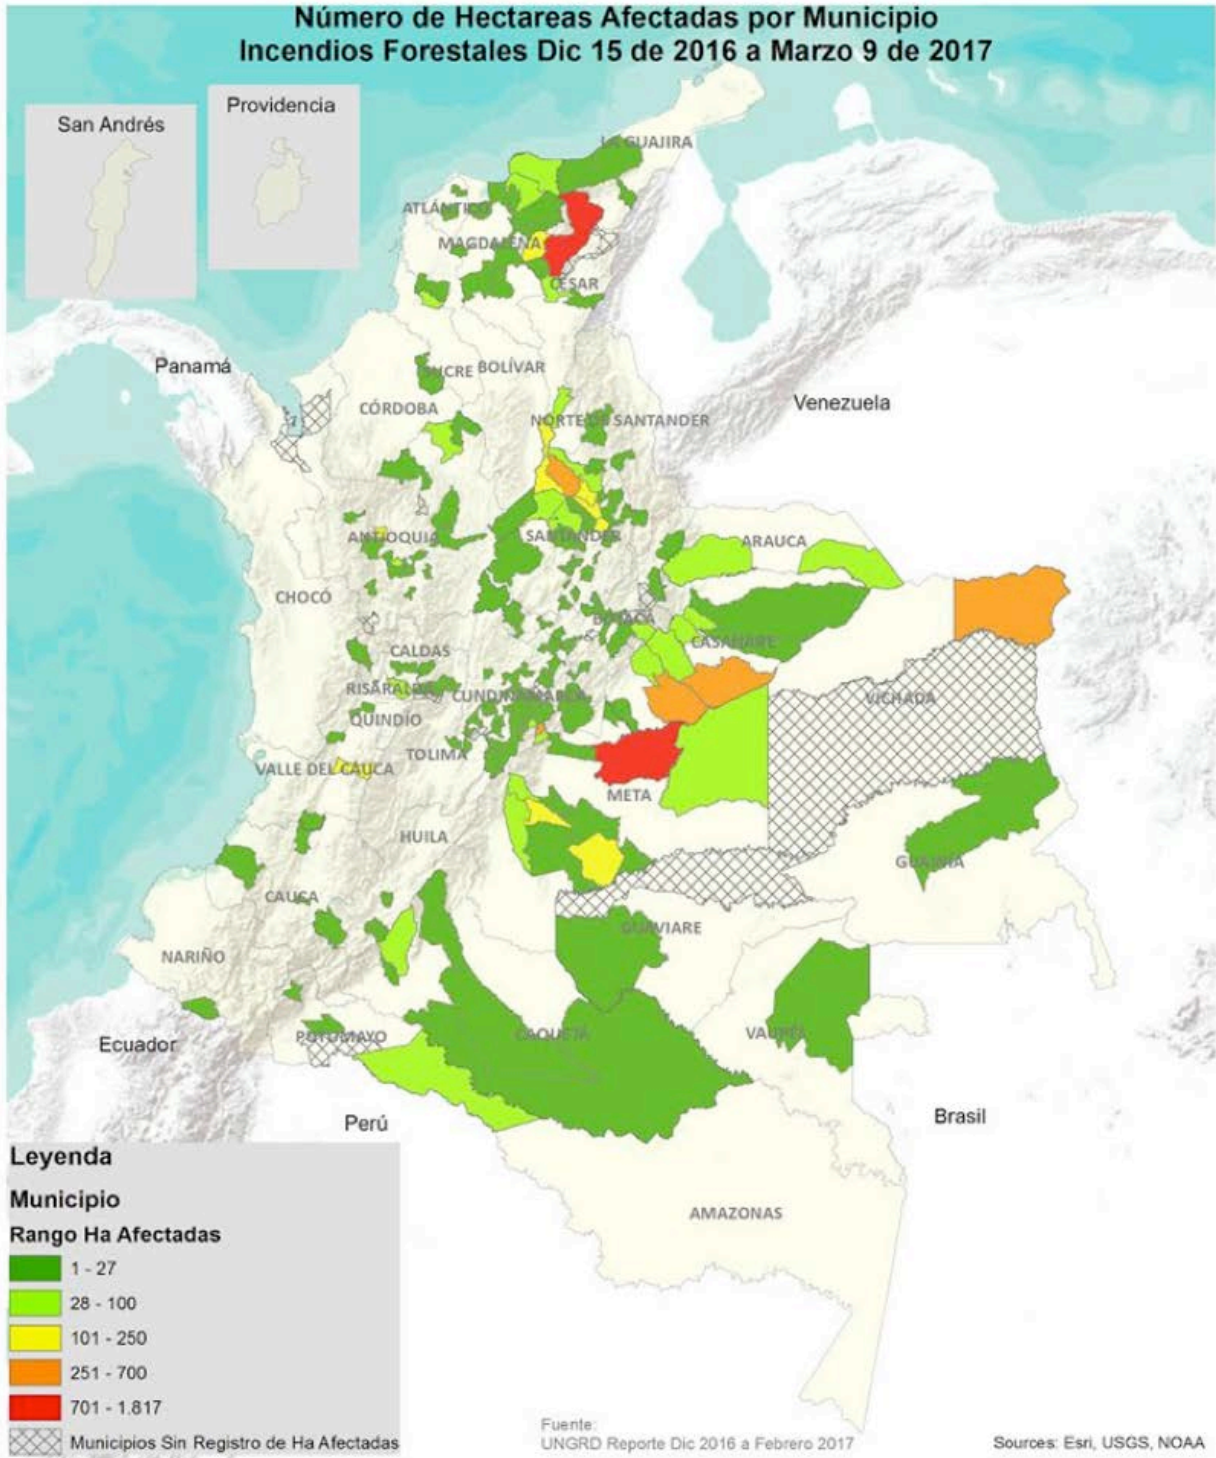 Número de Hectareas Afectadas por Municipio
Incendios Forestales Dic 15 de 2016 a Marzo 9 de 2017
San Andrés
Providencia
LA GUAJIRA
ATLÁNTICO
MAGDALENA
CESAR
Panamá
SUCRE
BOLÍVAR
Venezuela
CÓRDOBA
NORTE DE SANTANDER
ANTIOQUIA
SANTANDER
ARAUCA
CHOCÓ
BOYACÁ
CASANARE
CALDAS
RISARALDA
CUNDINAMARCA
VICHADA
QUINDÍO
TOLIMA
VALLE DEL CAUCA
META
HUILA
GUAINÍA
CAUCA
GUAVIARE
NARIÑO
Ecuador
PUTUMAYO
CAQUETÁ
VAUPÉS
Perú
Brasil
AMAZONAS
Leyenda
Municipio
Rango Ha Afectadas
1 - 27
28 - 100
101 - 250
251 - 700
701 - 1.817
Municipios Sin Registro de Ha Afectadas
Fuente:
UNGRD Reporte Dic 2016 a Febrero 2017
Sources: Esri, USGS, NOAA